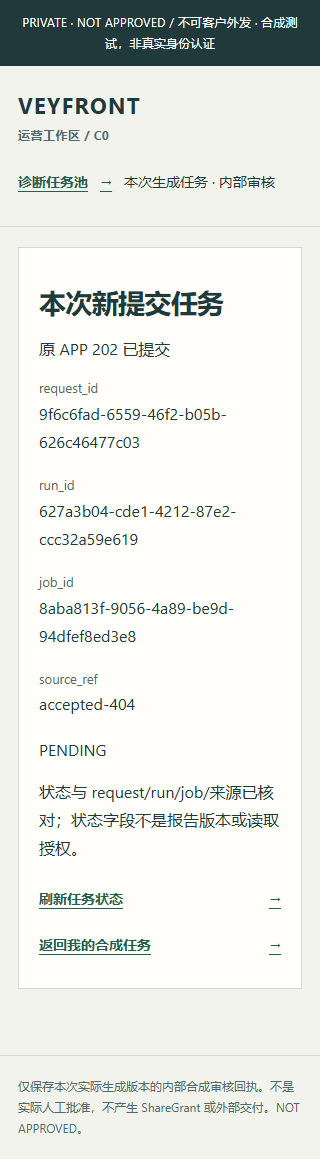 PRIVATE · NOT APPROVED / 不可客户外发 · 合成测
试，非真实身份认证
VEYFRONT
运营工作区 / C0
诊断任务池 → 本次生成任务 · 内部审核
本次新提交任务
原 APP 202 已提交
request_id
9f6c6fad-6559-46f2-b05b-
626c46477c03
run_id
627a3b04-cde1-4212-87e2-
ccc32a59e619
job_id
8aba813f-9056-4a89-be9d-
94dfef8ed3e8
source_ref
accepted-404
PENDING
状态与 request/run/job/来源已核
对；状态字段不是报告版本或读取
授权。
刷新任务状态 →
返回我的合成任务 →
仅保存本次实际生成版本的内部合成审核回执。不是
实际人工批准，不产生 ShareGrant 或外部交付。NOT
APPROVED。